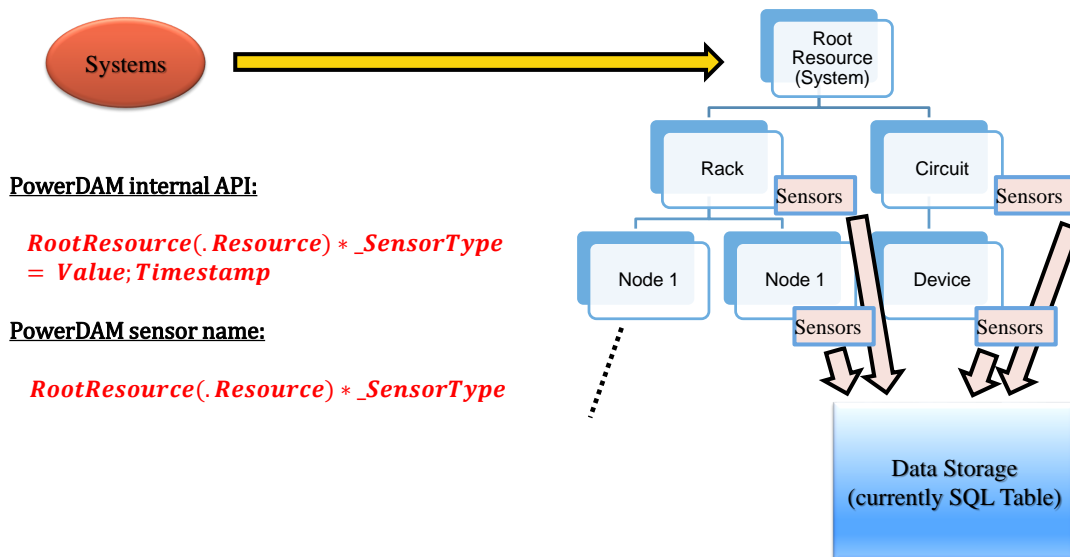 Systems
Root
Resource
(System)
Rack
Circuit
Sensors
Sensors
PowerDAM internal API:
RootResource(.Resource) * _SensorType
= Value; Timestamp
Node 1
Node 1
Device
Sensors
Sensors
PowerDAM sensor name:
RootResource(.Resource) * _SensorType
Data Storage
(currently SQL Table)